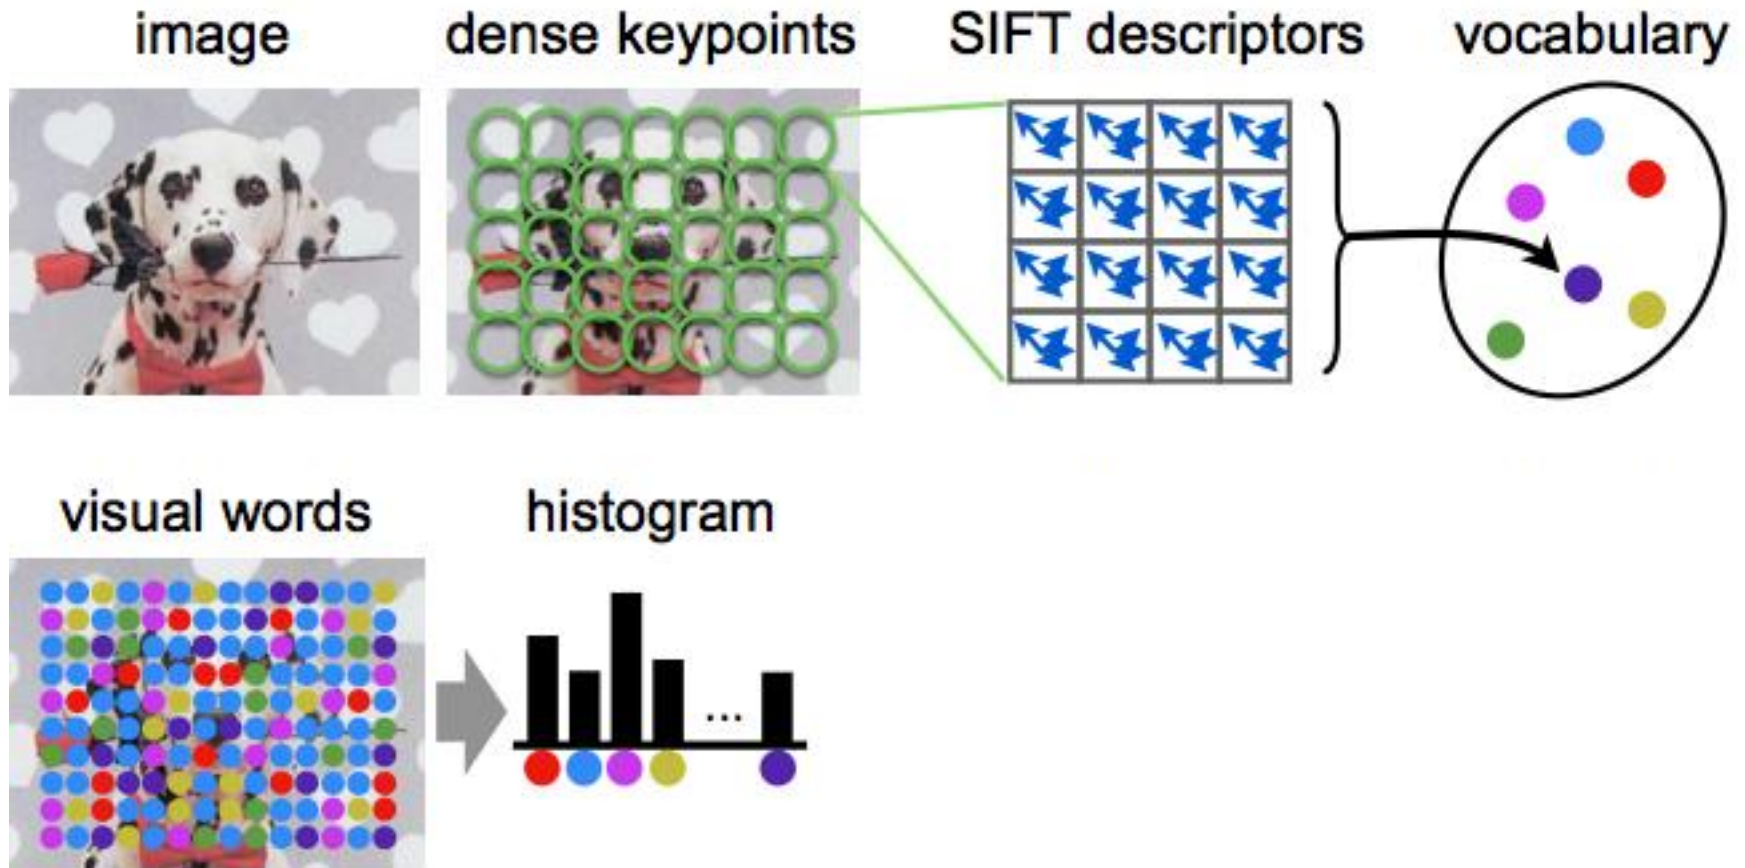 image
dense keypoints
SIFT descriptors
vocabulary
visual words
histogram
...